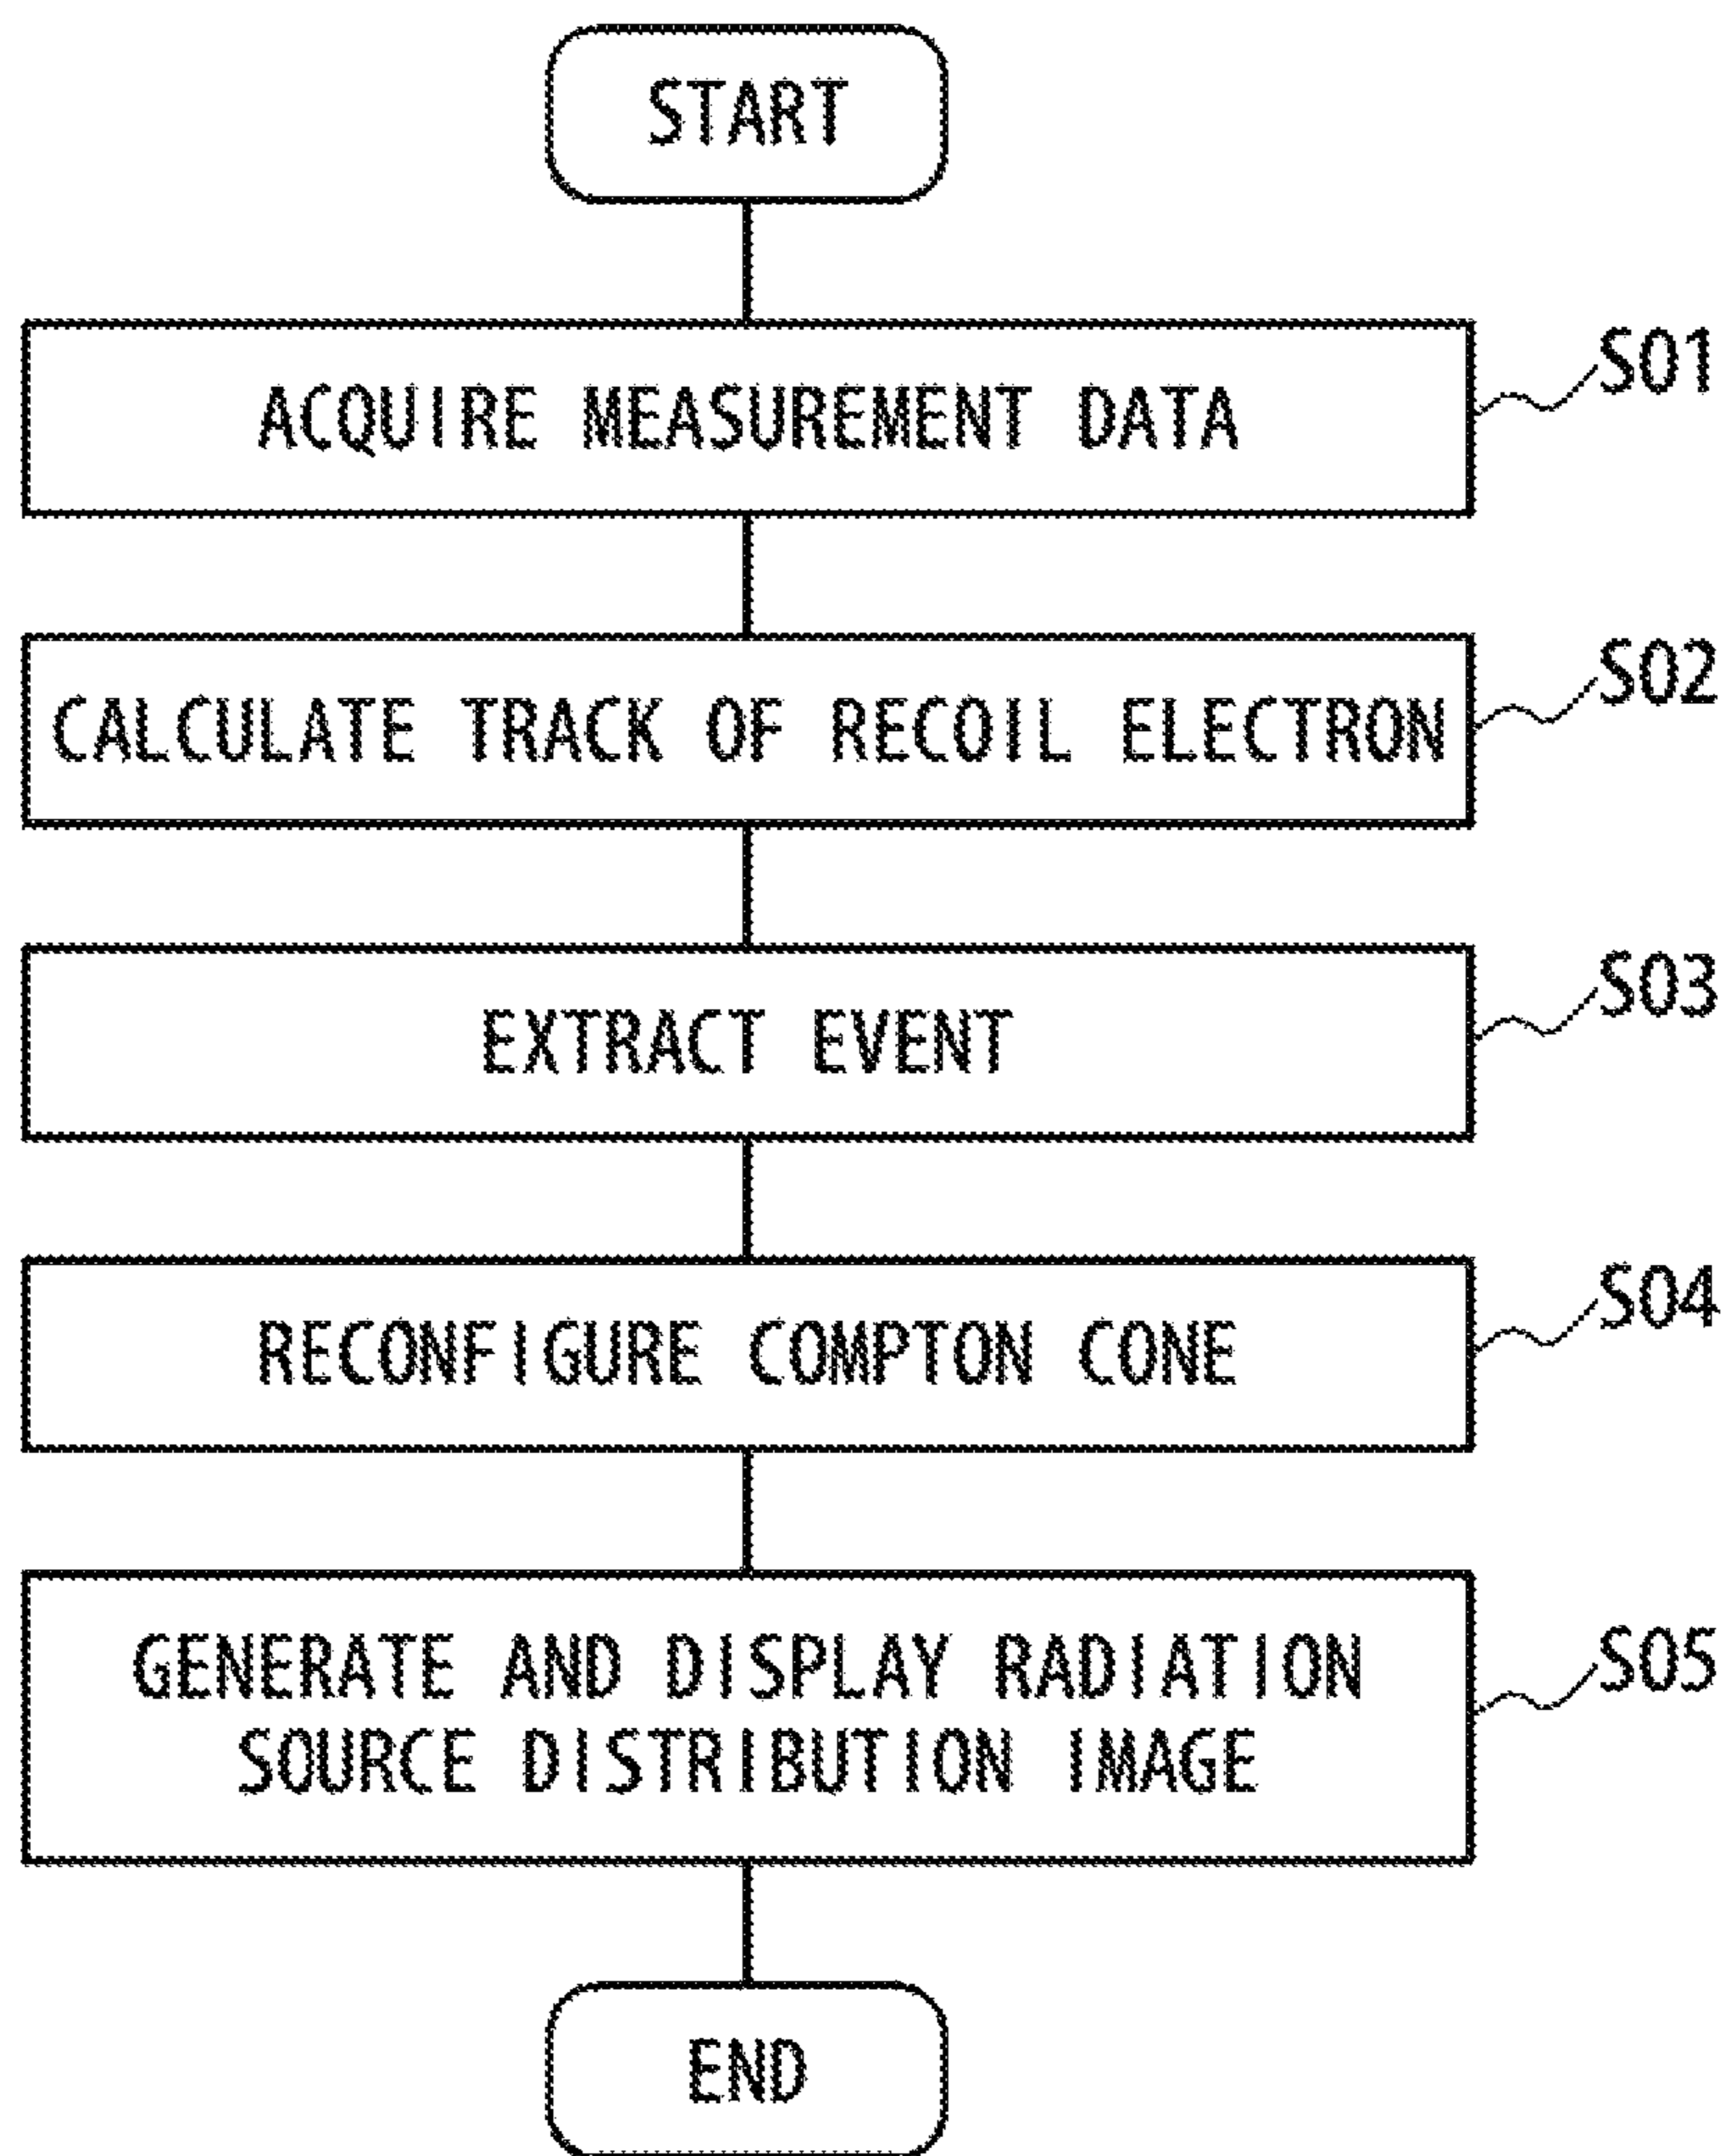 START
ACQUIRE MEASUREMENT DATA
S01
CALCULATE TRACK OF RECOIL ELECTRON
S02
EXTRACT EVENT
S03
RECONFIGURE COMPTON CONE
S04
GENERATE AND DISPLAY RADIATION
SOURCE DISTRIBUTION IMAGE
S05
END